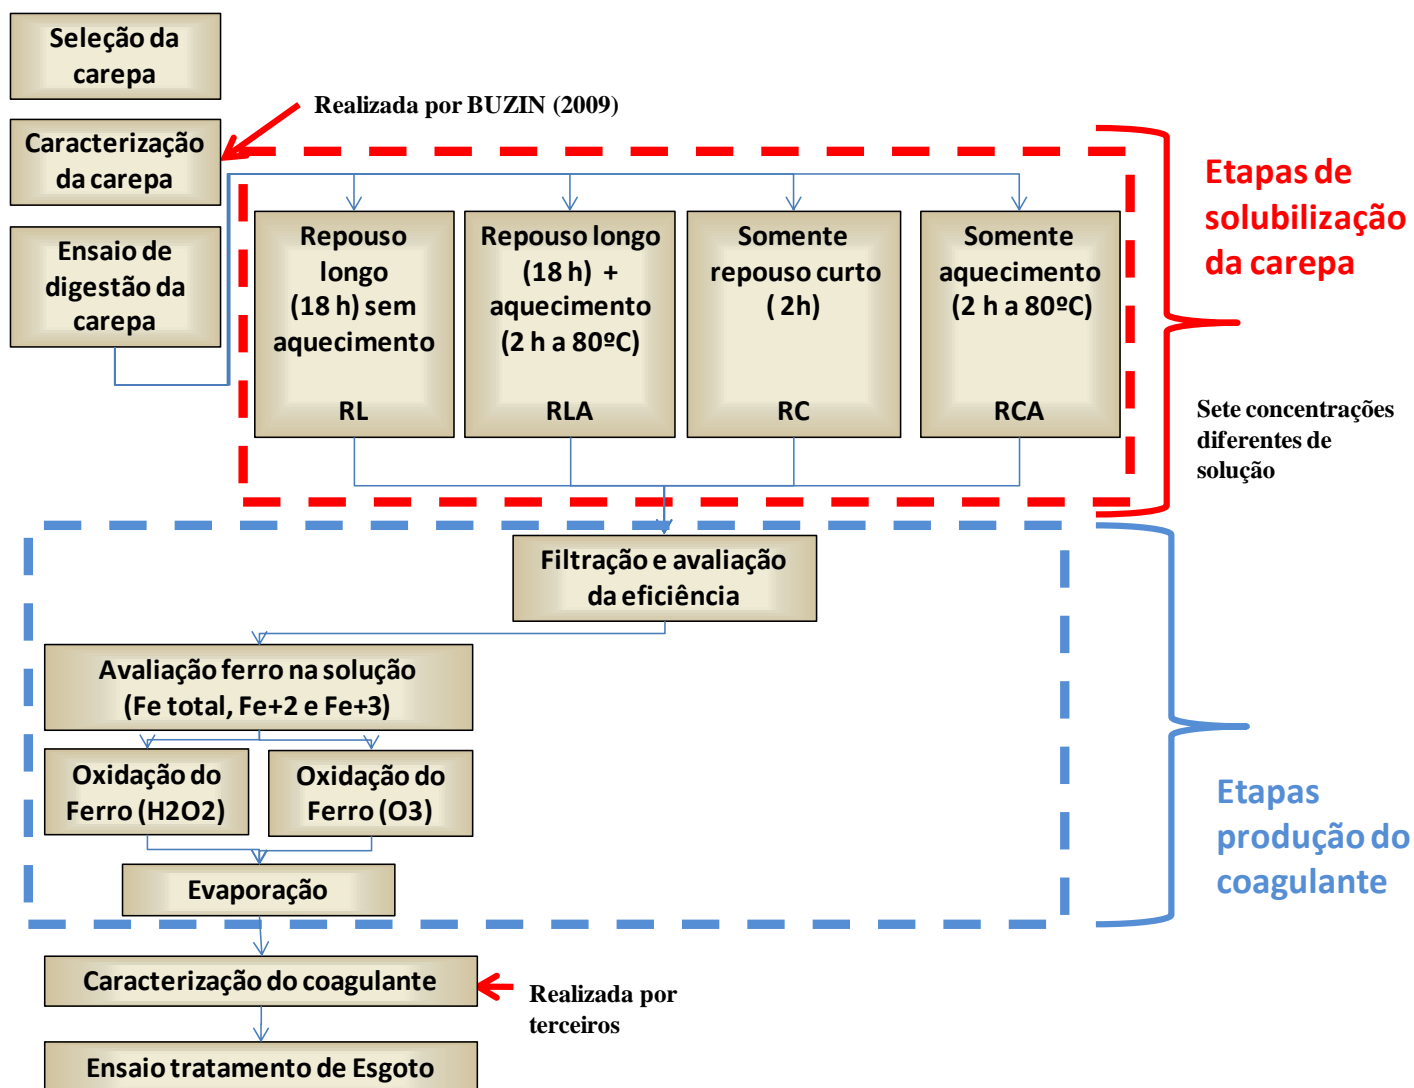 Seleção da
carepa
Realizada por BUZIN (2009)
Caracterização
da carepa
Ensaio de
digestão da
carepa
Repouso
longo
(18 h) sem
aquecimento
RL
Repouso longo
(18 h)  +
aquecimento
(2 h a 80ºC)
RLA
Somente
repouso curto
( 2h)
RC
Somente
aquecimento
(2 h a 80ºC)
RCA
Etapas de
solubilização
da carepa
Sete concentrações
diferentes de
solução
Filtração e avaliação
da eficiência
Avaliação ferro na solução
(Fe total, Fe+2 e Fe+3)
Oxidação do
Ferro (H2O2)
Oxidação do
Ferro (O3)
Evaporação
Etapas
produção do
coagulante
Caracterização do coagulante
Realizada por
terceiros
Ensaio tratamento de Esgoto